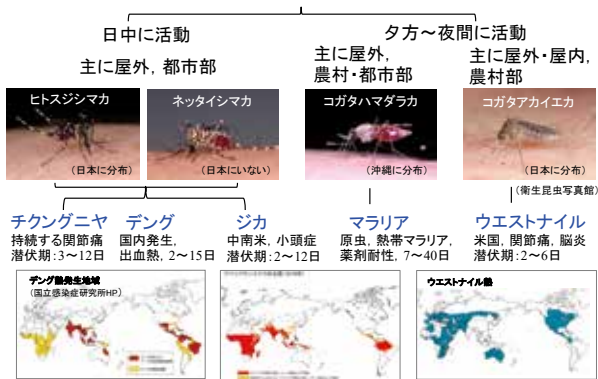 日中に活動
夕方～夜間に活動
主に屋外, 都市部
主に屋外,
農村・都市部
主に屋外・屋内,
農村部
ヒトスジシマカ
(日本に分布)
ネッタイシマカ
(日本にいない)
コガタハマダラカ
(沖縄に分布)
コガタアカイエカ
(日本に分布)
(衛生昆虫写真館)
チクングニヤ
持続する関節痛
潜伏期：3～12日
デング
国内発生,
出血熱, 2～15日
ジカ
中南米, 小頭症
潜伏期：2～12日
マラリア
原虫, 熱帯マラリア,
薬剤耐性, 7～40日
ウエストナイル
米国, 関節痛, 脳炎
潜伏期：2～6日
デング熱発生地域
(国立感染症研究所HP)
ウエストナイル熱